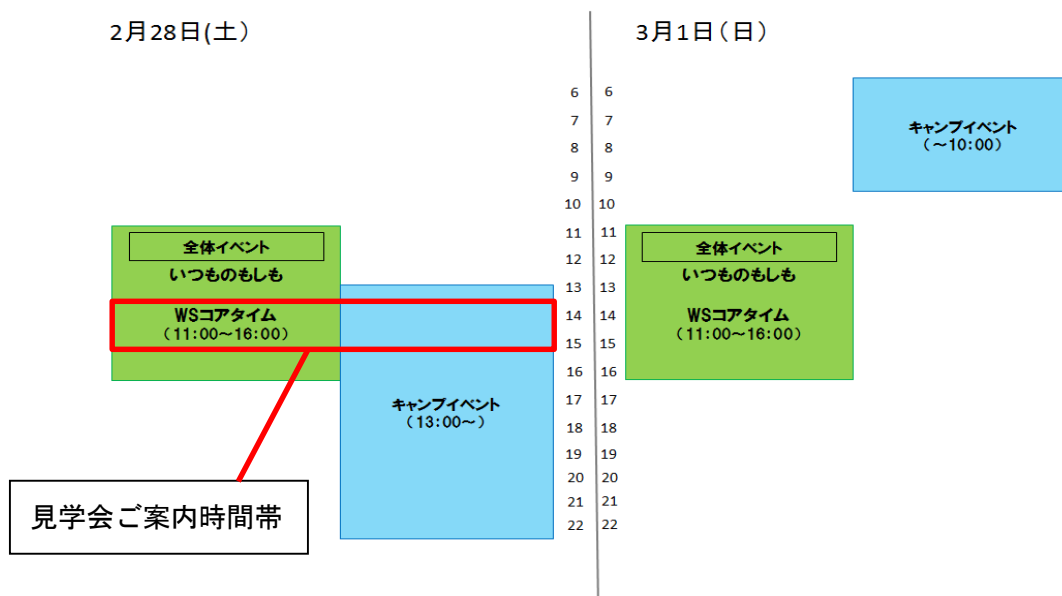 2月28日(土)
3月1日(日)
6 6
7 7
8 8
9 9
10 10
11 11
12 12
13 13
14 14
15 15
16 16
17 17
18 18
19 19
20 20
21 21
22 22
全体イベント
いつものもしも
WSコアタイム
(11:00~16:00)
キャンプイベント
(13:00~)
見学会ご案内時間帯
キャンプイベント
(~10:00)
全体イベント
いつものもしも
WSコアタイム
(11:00~16:00)